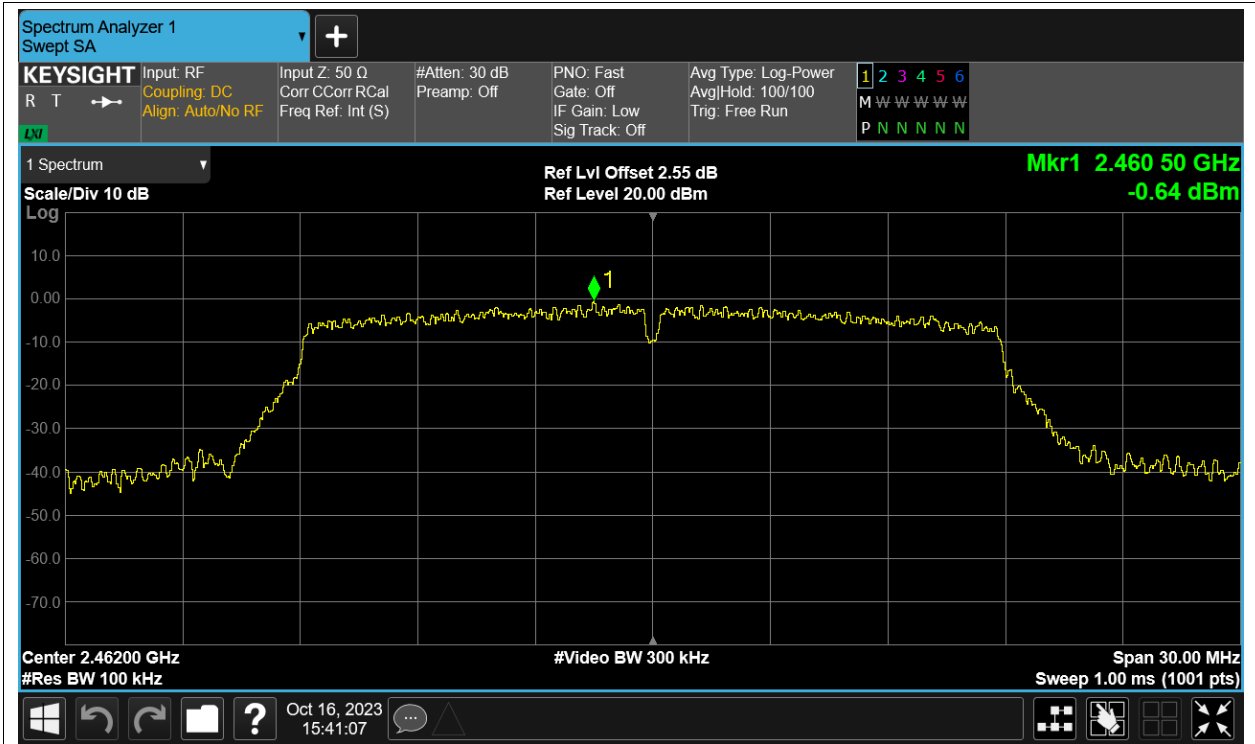 Spectrum Analyzer 1
Swept SA
+
KEYSIGHT
R T
LXI
Input: RF
Coupling: DC
Align: Auto/No RF
Input Z: 50 Ω
Corr CCorr RCal
Freq Ref: Int (S)
#Atten: 30 dB
Preamp: Off
PNO: Fast
Gate: Off
IF Gain: Low
Sig Track: Off
Avg Type: Log-Power
Avg|Hold: 100/100
Trig: Free Run
1 2 3 4 5 6
M W W W W W
P N N N N N
1 Spectrum
Scale/Div 10 dB
Log
Ref Lvl Offset 2.55 dB
Ref Level 20.00 dBm
Mkr1 2.460 50 GHz
-0.64 dBm
10.0
0.00
-10.0
-20.0
-30.0
-40.0
-50.0
-60.0
-70.0
1
Center 2.46200 GHz
#Res BW 100 kHz
#Video BW 300 kHz
Span 30.00 MHz
Sweep 1.00 ms (1001 pts)
?
Oct 16, 2023
15:41:07